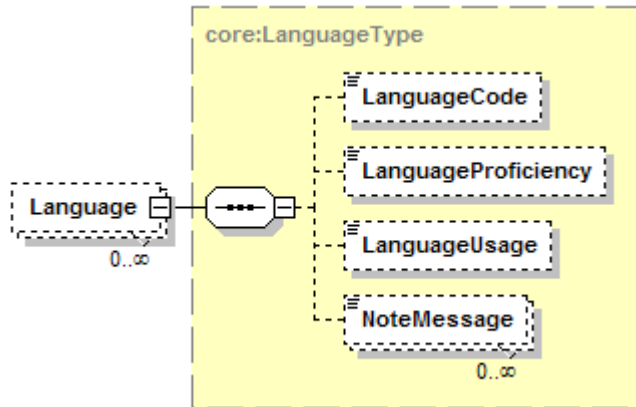 core:LanguageType
LanguageCode
LanguageProficiency
Language
0..∞
LanguageUsage
NoteMessage
0..∞